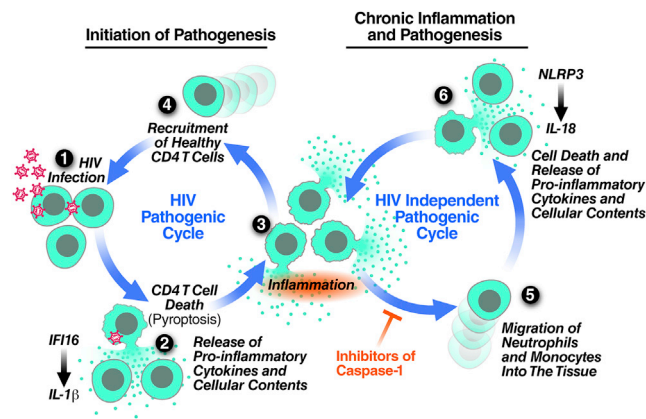 Initiation of Pathogenesis
Chronic Inflammation
and Pathogenesis
4
Recruitment
of Healthy
CD4 T Cells
1
HIV
Infection
HIV
Pathogenic
Cycle
3
CD4 T Cell
Death
(Pyroptosis)
2
IFI16
IL-1β
Release of
Pro-inflammatory
Cytokines and
Cellular Contents
Inflammation
HIV Independent
Pathogenic
Cycle
6
NLRP3
IL-18
Cell Death and
Release of
Pro-inflammatory
Cytokines and
Cellular Contents
5
Migration of
Neutrophils
and Monocytes
Into The Tissue
Inhibitors of
Caspase-1